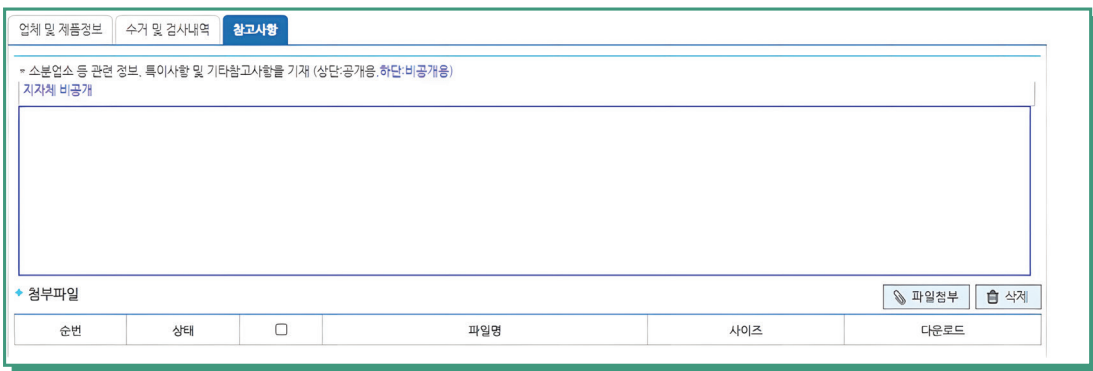 업체 및 제품정보 수거 및 검사내역 참고사항
* 소분업소 등 관련 정보, 특이사항 및 기타참고사항을 기재 (상단:공개용,하단:비공개용)
지자체 비공개
첨부파일 파일첨부 삭제
순번 상태 파일명 사이즈 다운로드